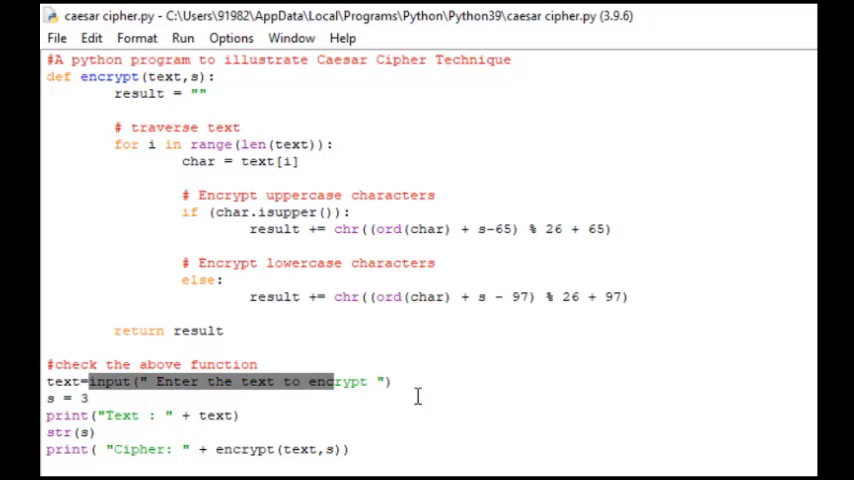 caesar cipher.py - C:\Users\91982\AppData\Local\Programs\Python\Python39\caesar cipher.py (3.9.6)
File Edit Format Run Options Window Help
#A python program to illustrate Caesar Cipher Technique
def encrypt(text,s):
result = ""
# traverse text
for i in range(len(text)):
char = text[i]
# Encrypt uppercase characters
if (char.isupper()):
result += chr((ord(char) + s-65) % 26 + 65)
# Encrypt lowercase characters
else:
result += chr((ord(char) + s - 97) % 26 + 97)
return result
#check the above function
text=input(" Enter the text to encrypt ")
s = 3
print("Text : " + text)
str(s)
print( "Cipher: " + encrypt(text,s))